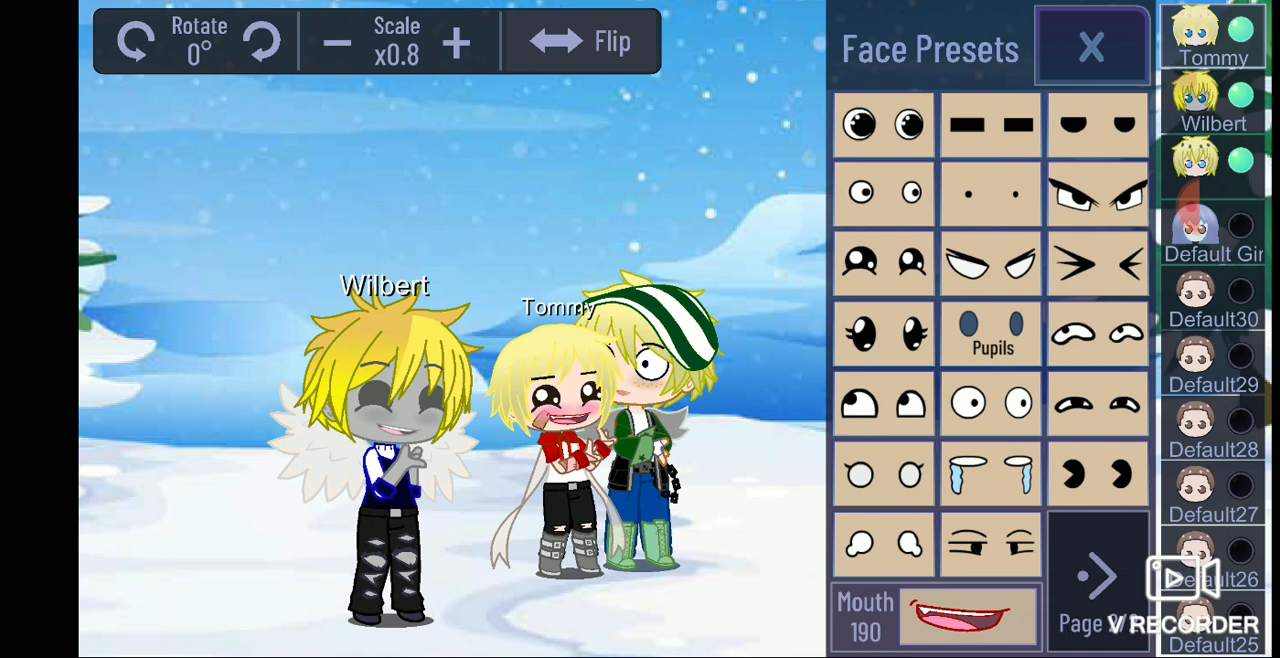 Rotate
0°
Scale
x0.8
Flip
Face Presets
X
Wilbert
Tommy
Pupils
Mouth
190
Page
Tommy
Wilbert
Default Gir
Default30
Default29
Default28
Default27
Default26
Default25
V RECORDER